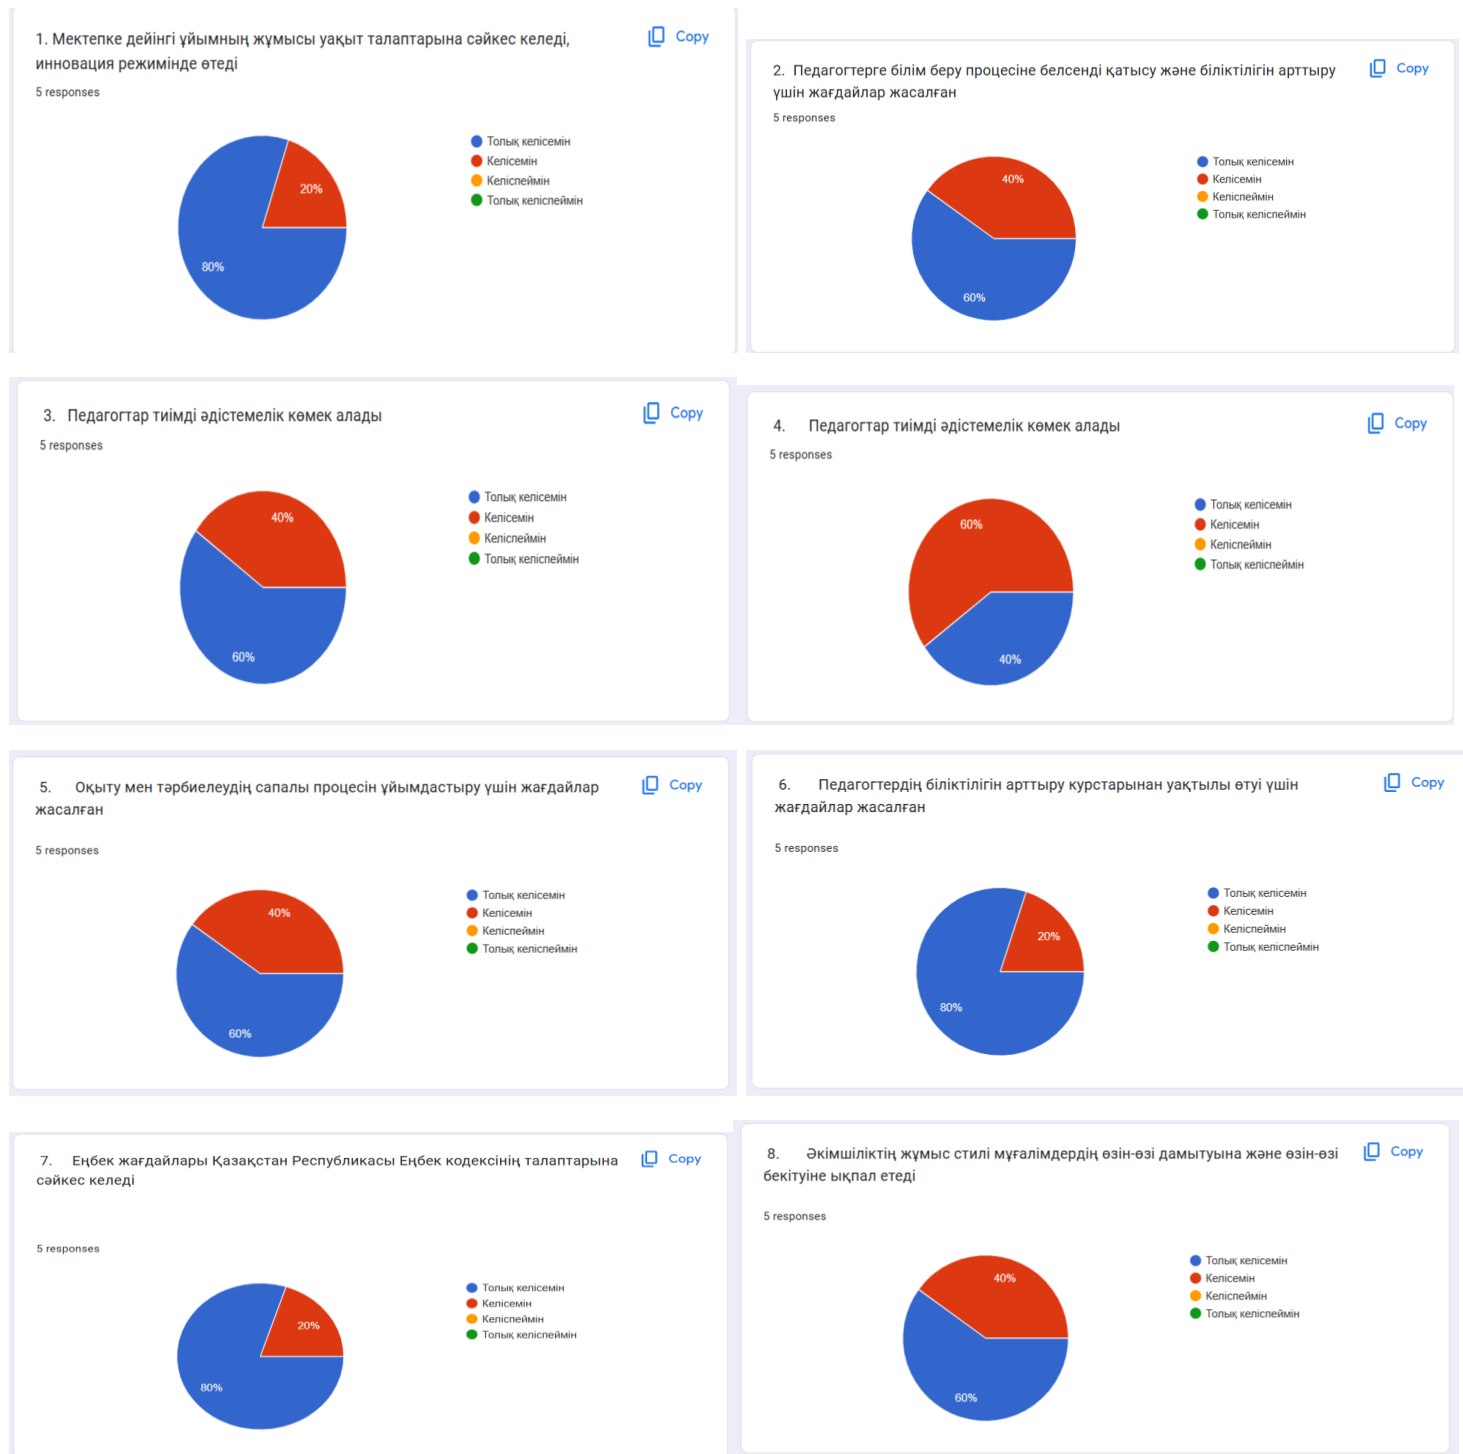 1. Мектепке дейінгі ұйымның жұмысы уақыт талаптарына сәйкес келеді,
инновация режимінде өтеді
Copy
5 responses
Толық келісемін
Келісемін
Келіспеймін
Толық келіспеймін
20%
80%
2. Педагогтерге білім беру процесіне белсенді қатысу және біліктілігін арттыру
үшін жағдайлар жасалған
Copy
5 responses
Толық келісемін
Келісемін
Келіспеймін
Толық келіспеймін
40%
60%
3. Педагогтар тиімді әдістемелік көмек алады
Copy
5 responses
Толық келісемін
Келісемін
Келіспеймін
Толық келіспеймін
40%
60%
4. Педагогтар тиімді әдістемелік көмек алады
Copy
5 responses
Толық келісемін
Келісемін
Келіспеймін
Толық келіспеймін
60%
40%
5. Оқыту мен тәрбиелеудің сапалы процесін ұйымдастыру үшін жағдайлар
жасалған
Copy
5 responses
Толық келісемін
Келісемін
Келіспеймін
Толық келіспеймін
40%
60%
6. Педагогтердің біліктілігін арттыру курстарынан уақтылы өтуі үшін
жағдайлар жасалған
Copy
5 responses
Толық келісемін
Келісемін
Келіспеймін
Толық келіспеймін
20%
80%
7. Еңбек жағдайлары Қазақстан Республикасы Еңбек кодексінің талаптарына
сәйкес келеді
Copy
5 responses
Толық келісемін
Келісемін
Келіспеймін
Толық келіспеймін
20%
80%
8. Әкімшіліктің жұмыс стилі мұғалімдердің өзін-өзі дамытуына және өзін-өзі
бекітуіне ықпал етеді
Copy
5 responses
Толық келісемін
Келісемін
Келіспеймін
Толық келіспеймін
40%
60%